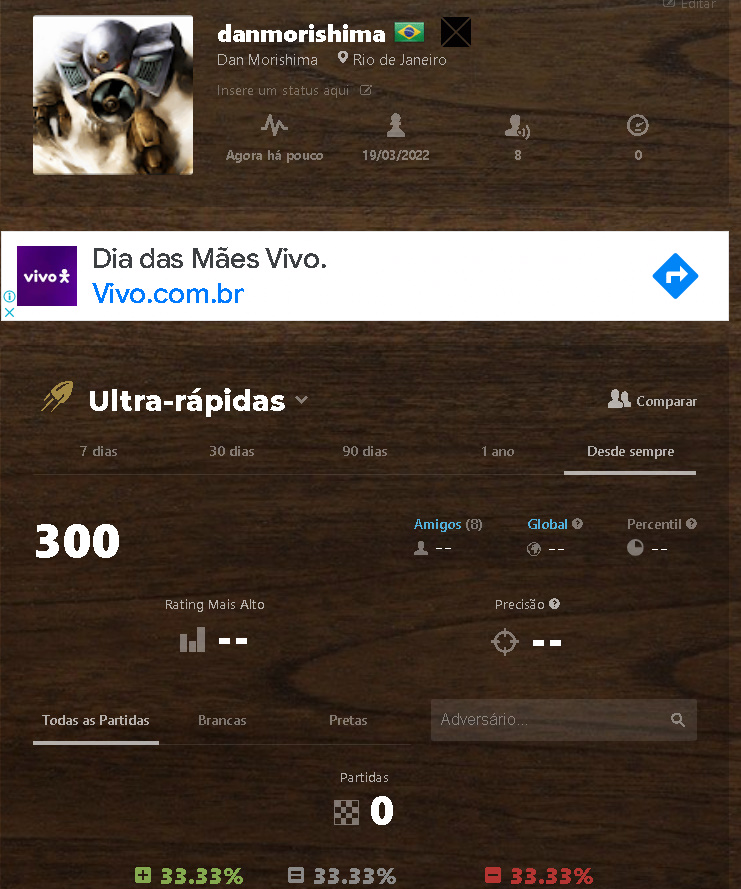 Editar
danmorishima
Dan Morishima Rio de Janeiro
Insere um status aqui
Agora há pouco 19/03/2022 8 0
vivo
Dia das Mães Vivo.
Vivo.com.br
Ultra-rápidas
Comparar
7 dias 30 dias 90 dias 1 ano Desde sempre
300
Amigos (8) Global ? Percentil ?
-- -- --
Rating Mais Alto Precisão ?
-- --
Todas as Partidas Brancas Pretas Adversário...
Partidas
0
+ 33.33% = 33.33% - 33.33%